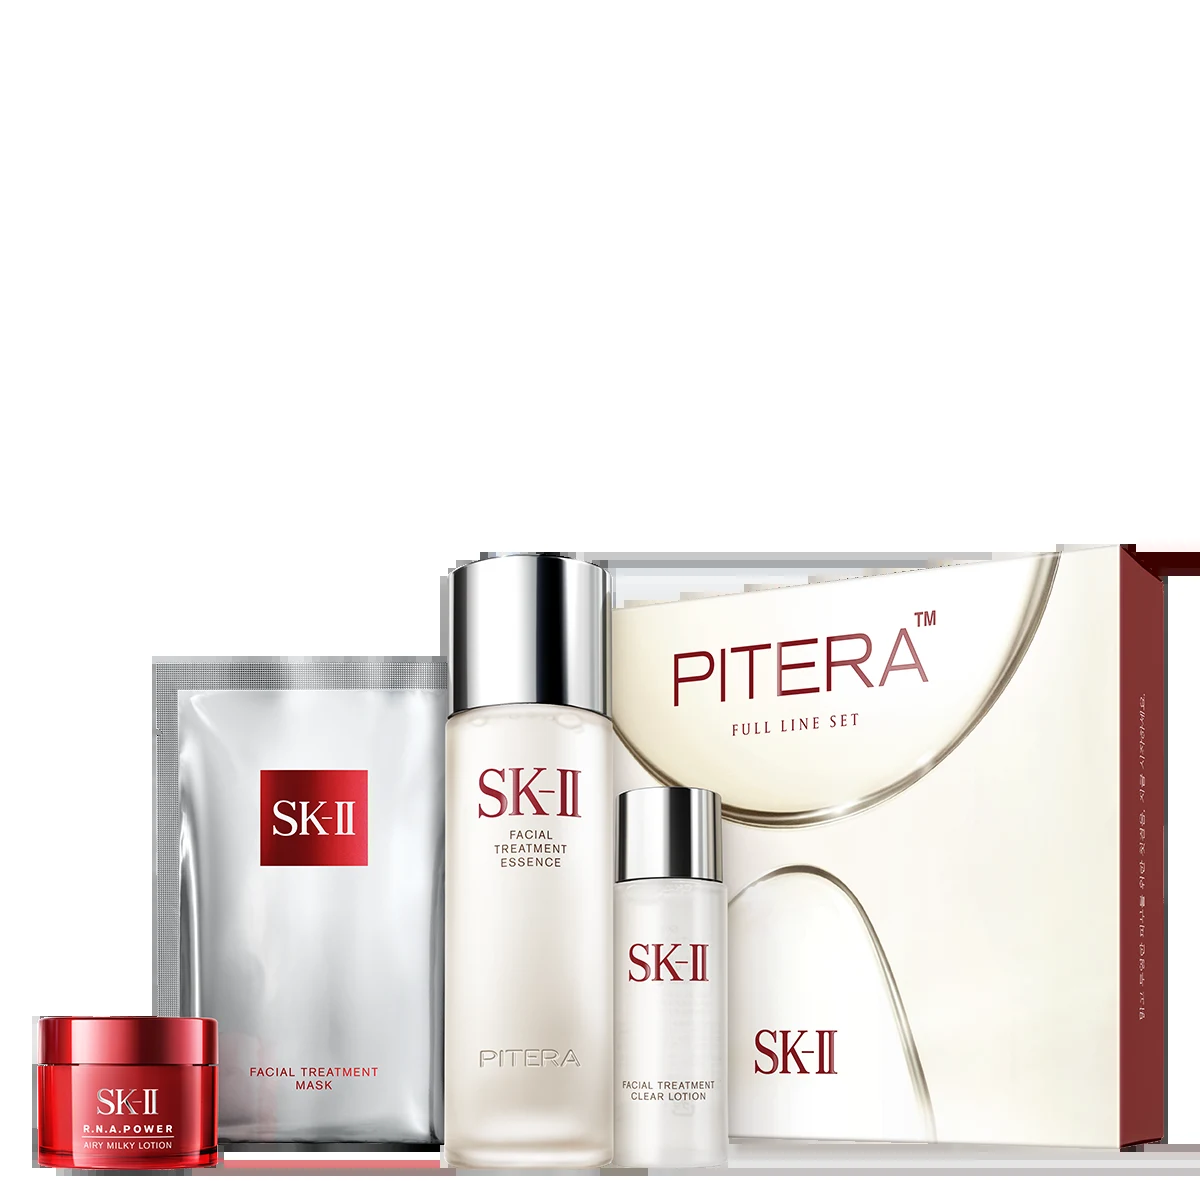 PITERA™
FULL LINE SET
SK-II
SK-II
FACIAL TREATMENT
MASK
SK-II
FACIAL
TREATMENT
ESSENCE
PITERA
SK-II
FACIAL TREATMENT
CLEAR LOTION
SK-II
R.N.A.POWER
AIRY MILKY LOTION